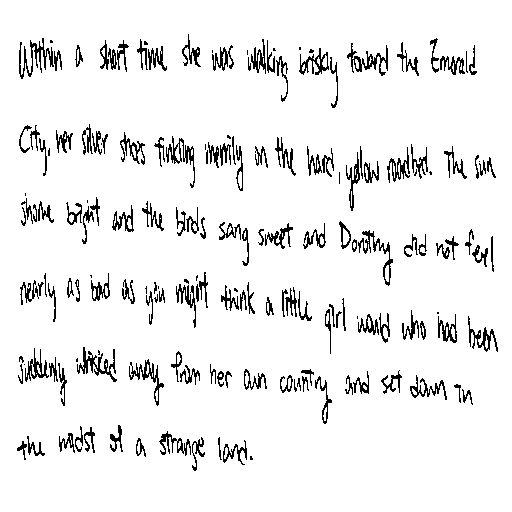 Within a short time she was walking briskly toward the Emerald
City, her silver shoes tinkling merrily on the hard, yellow roadbed. The sun
shone bright and the birds sang sweet and Dorothy did not feel
nearly as bad as you might think a little girl would who had been
suddenly whisked away from her own country and set down in
the midst of a strange land.